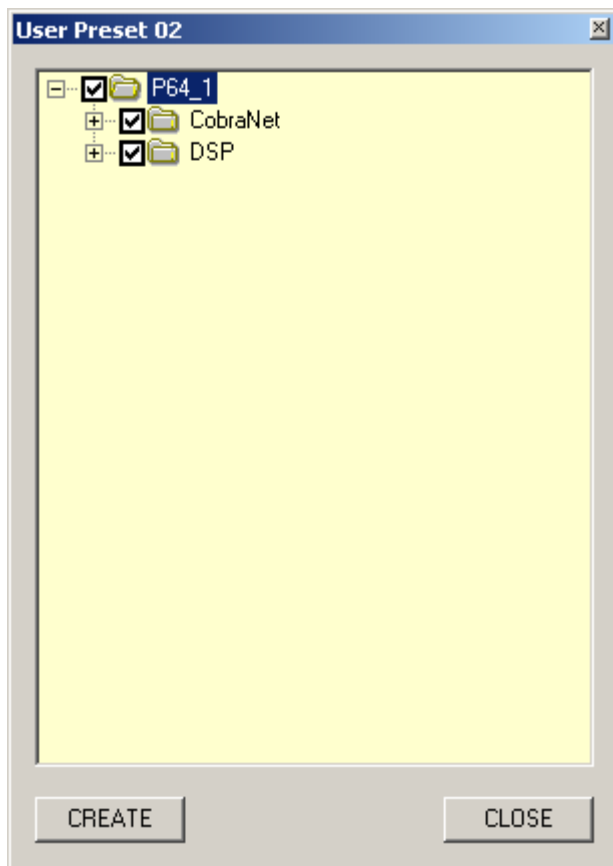 User Preset 02
P64_1
CobraNet
DSP
CREATE
CLOSE